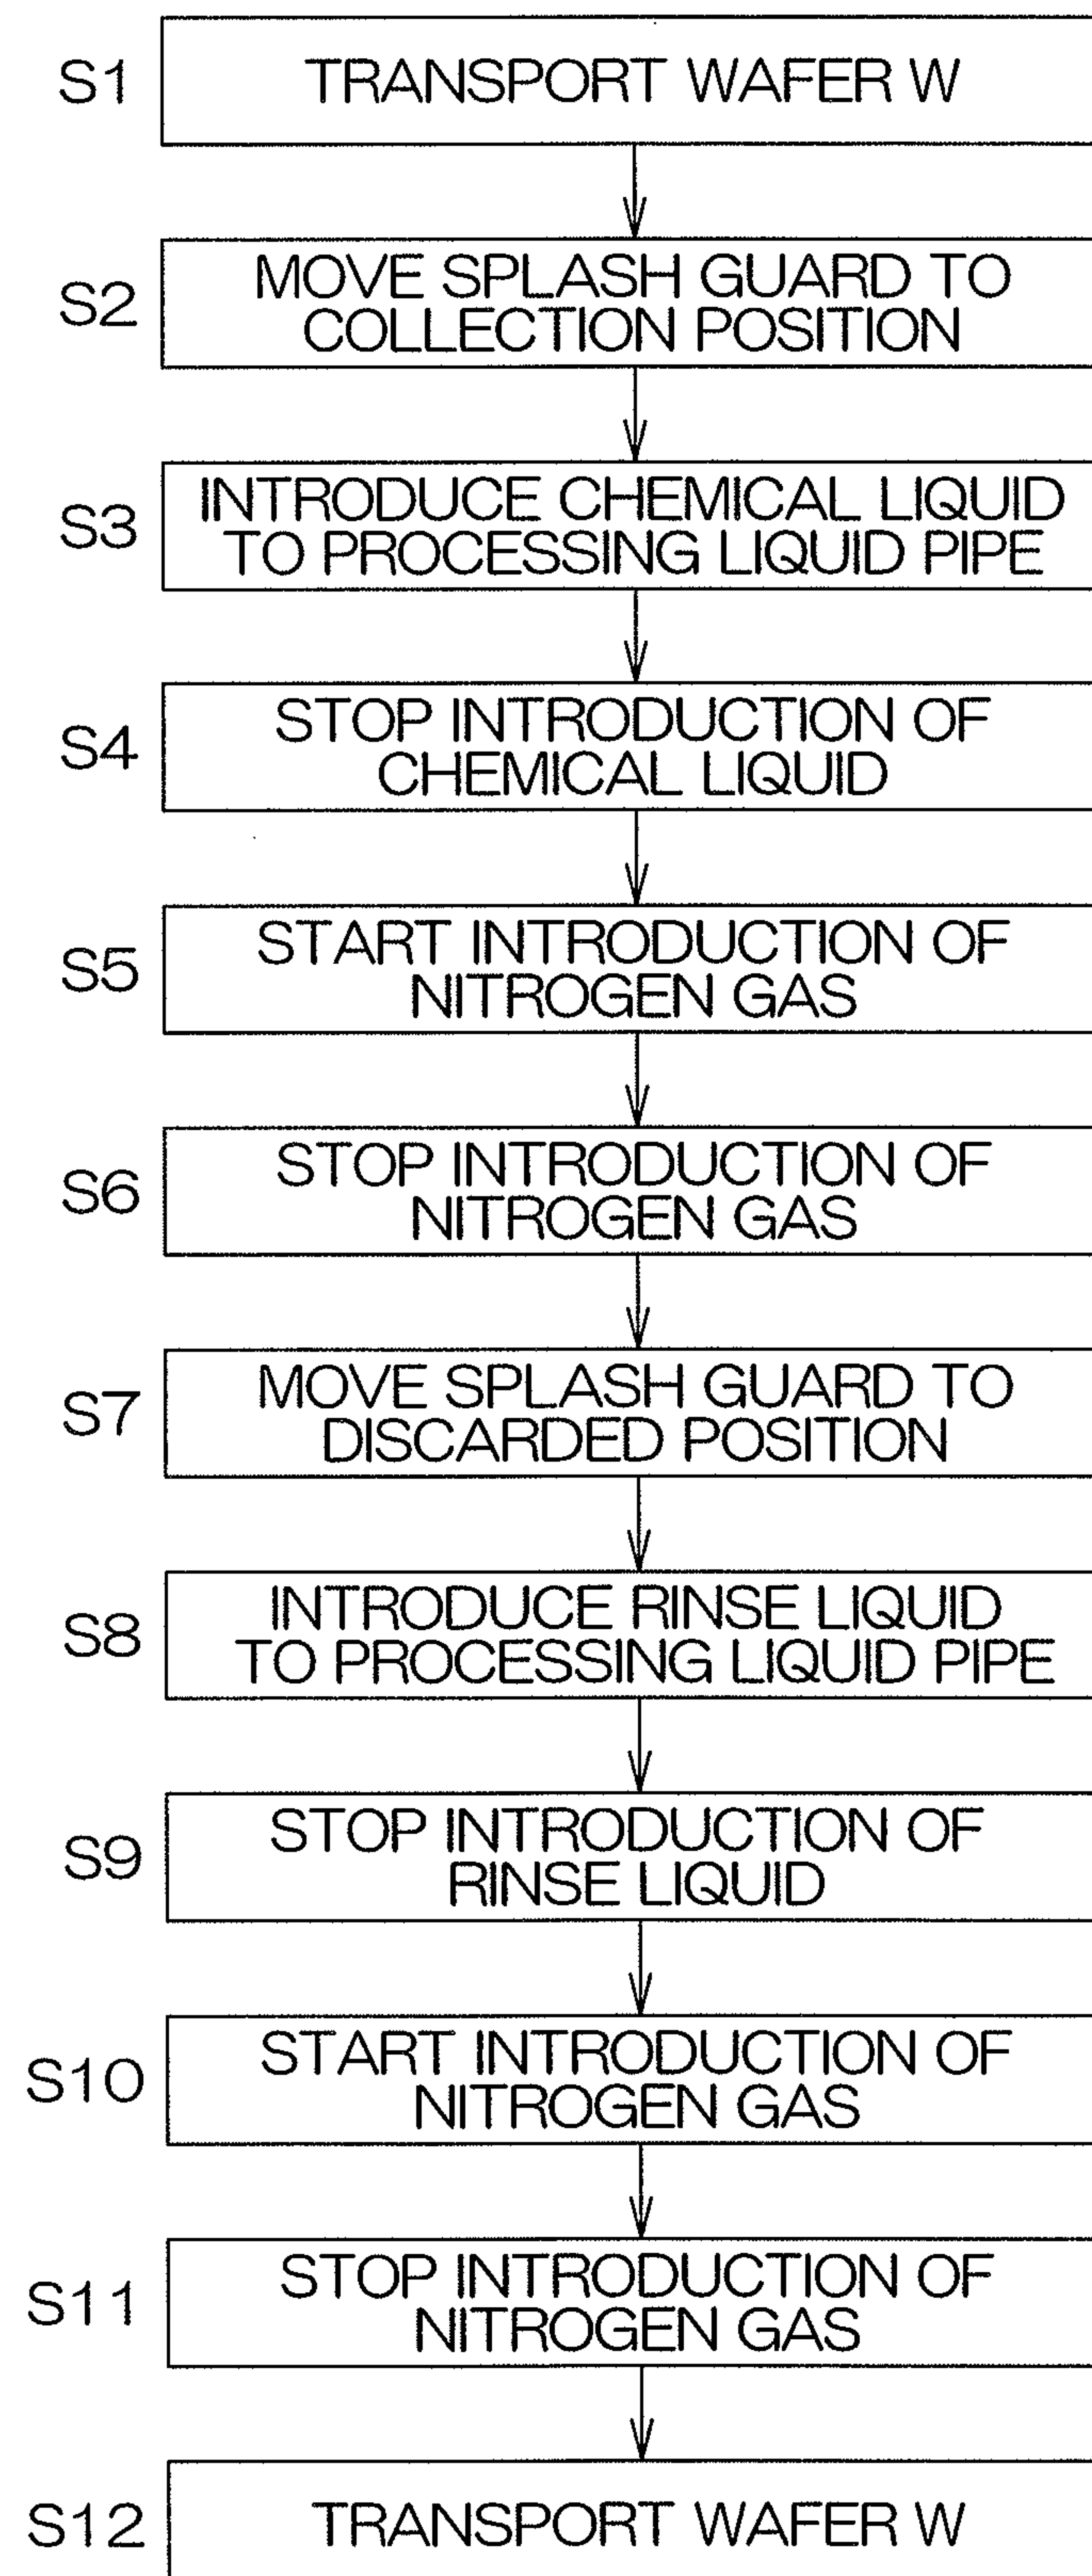 S1 TRANSPORT WAFER W
S2 MOVE SPLASH GUARD TO
COLLECTION POSITION
S3 INTRODUCE CHEMICAL LIQUID
TO PROCESSING LIQUID PIPE
S4 STOP INTRODUCTION OF
CHEMICAL LIQUID
S5 START INTRODUCTION OF
NITROGEN GAS
S6 STOP INTRODUCTION OF
NITROGEN GAS
S7 MOVE SPLASH GUARD TO
DISCARDED POSITION
S8 INTRODUCE RINSE LIQUID
TO PROCESSING LIQUID PIPE
S9 STOP INTRODUCTION OF
RINSE LIQUID
S10 START INTRODUCTION OF
NITROGEN GAS
S11 STOP INTRODUCTION OF
NITROGEN GAS
S12 TRANSPORT WAFER W